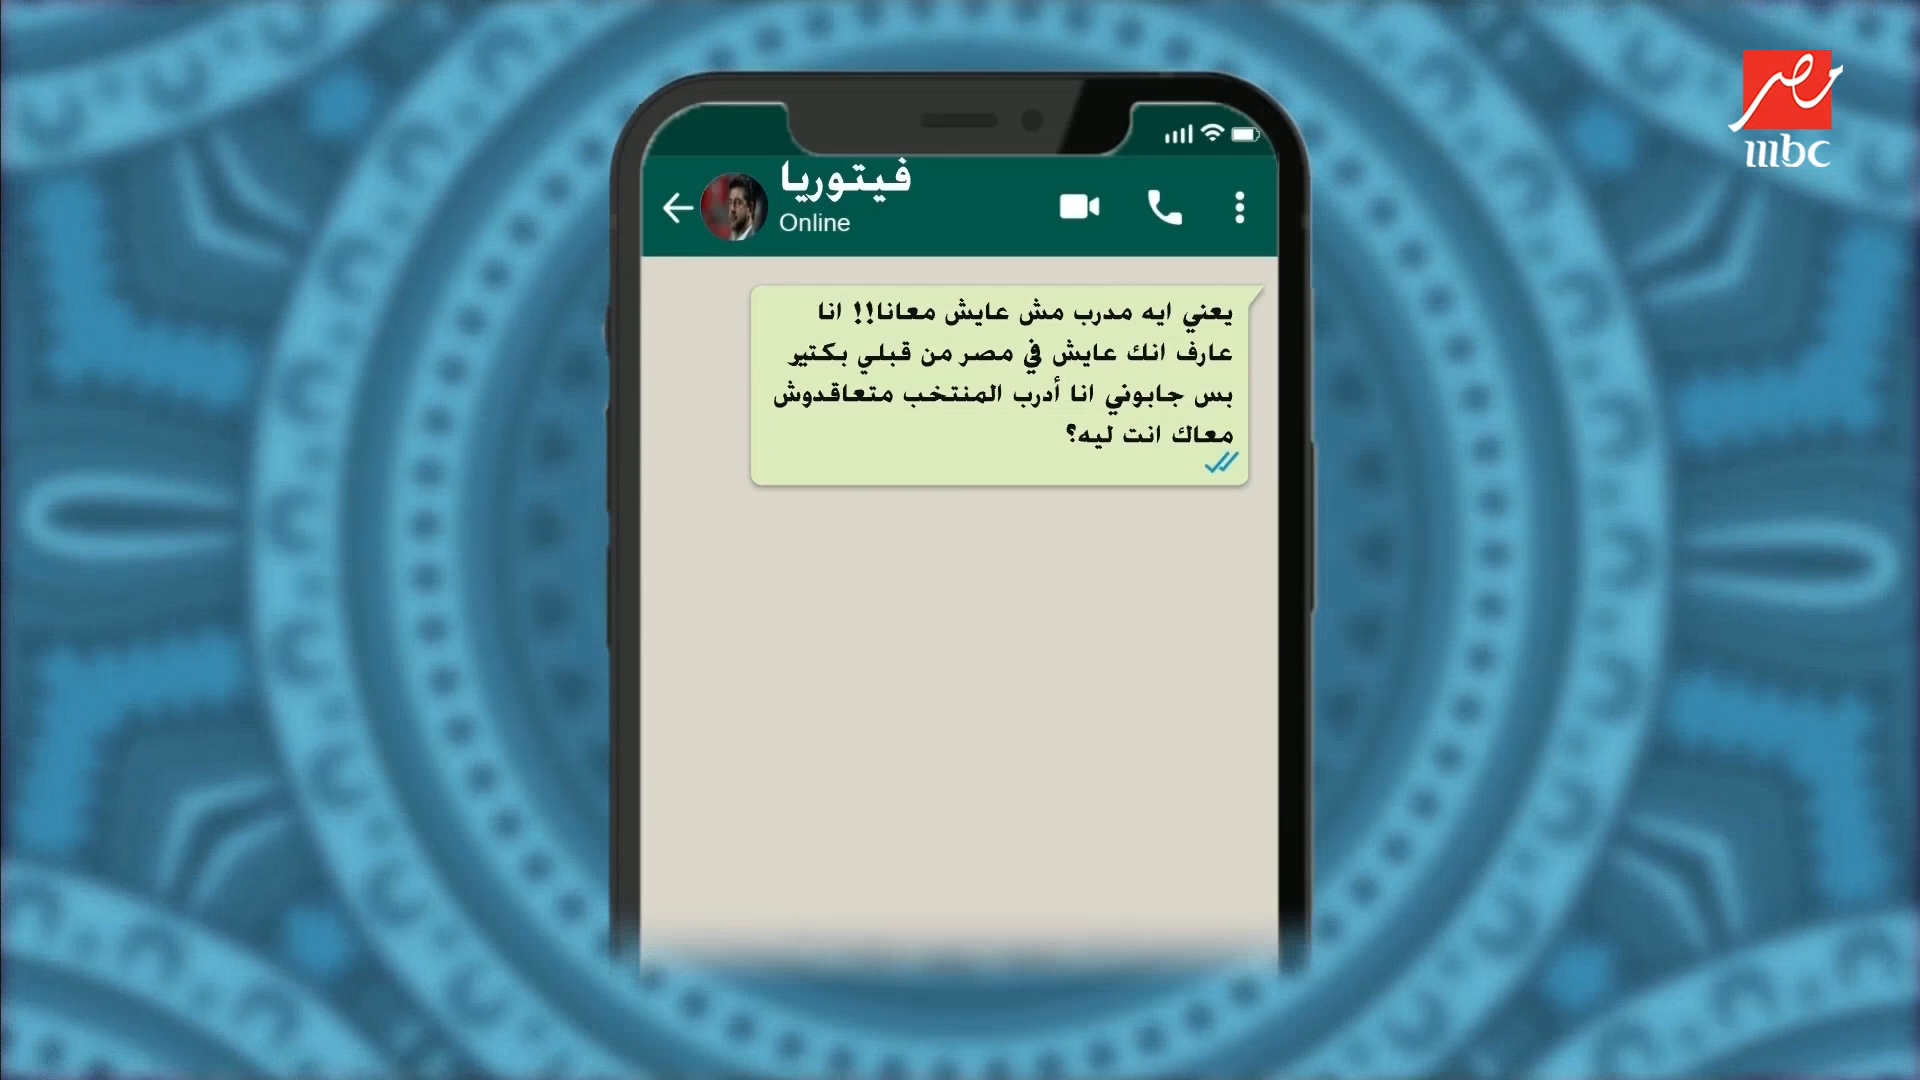 مصر
mbc
فيتوريا
Online
يعني ايه مدرب مش عايش معانا!! انا
عارف انك عايش في مصر من قبلي بكتير
بس جابوني انا أدرب المنتخب متعاقدوش
معاك انت ليه؟